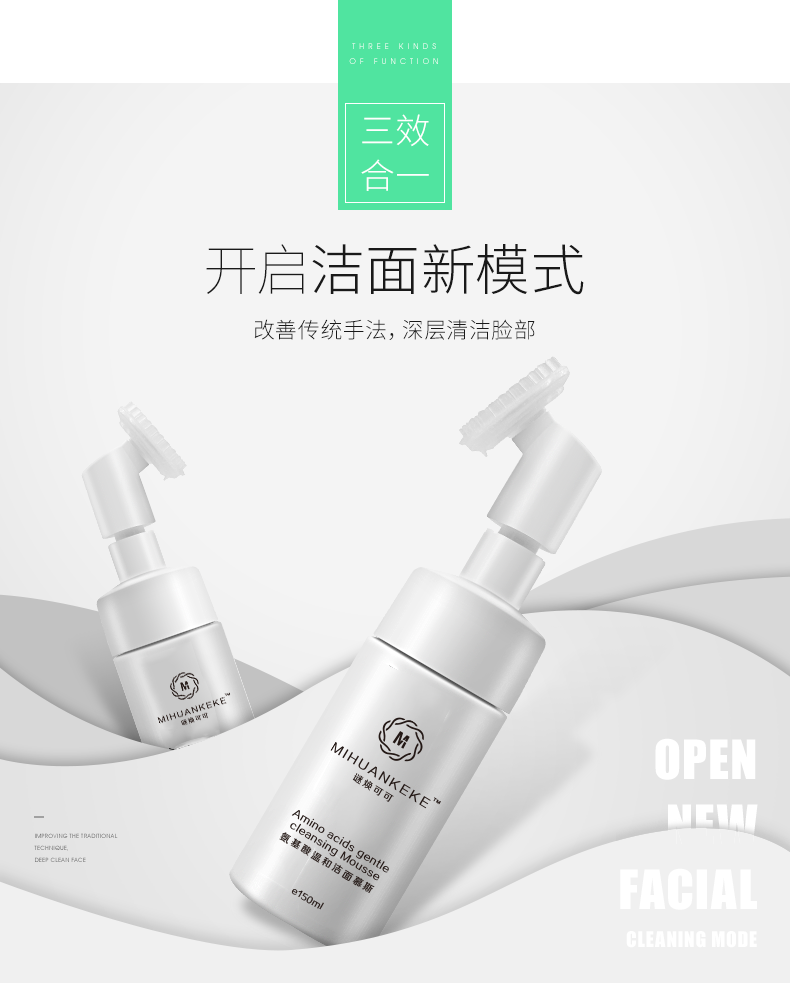 THREE KINDS
OF FUNCTION
三效
合一
开启洁面新模式
改善传统手法，深层清洁脸部
M
MIHUANKEKE™
谜焕可可
M
MIHUANKEKE™
谜焕可可
Amino acids gentle
cleansing Mousse
氨基酸温和洁面慕斯
e150ml
IMPROVING THE TRADITIONAL
TECHNIQUE.
DEEP CLEAN FACE
OPEN
NEW
FACIAL
CLEANING MODE